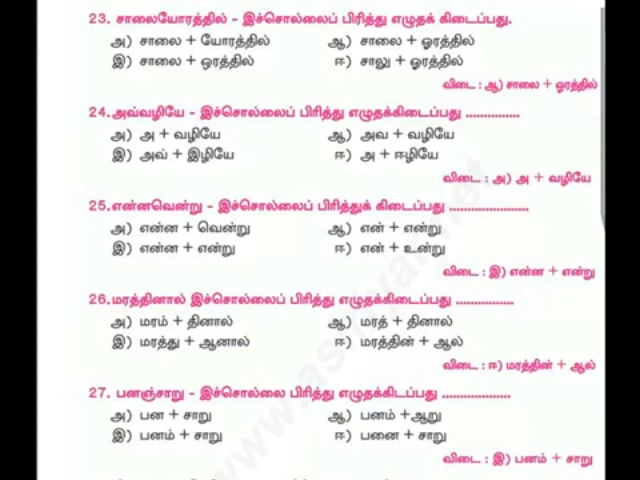 23. சாலையோரத்தில் - இச்சொல்லைப் பிரித்து எழுதக் கிடைப்பது.
அ) சாலை + யோரத்தில் ஆ) சாலை + ஓரத்தில்
இ) சாலை + ஒரத்தில் ஈ) சாலு + ஓரத்தில்
விடை : ஆ) சாலை + ஓரத்தில்
24.அவ்வழியே - இச்சொல்லைப் பிரித்து எழுதக்கிடைப்பது ...............
அ) அ + வழியே ஆ) அவ + வழியே
இ) அவ் + இழியே ஈ) அ + ஈழியே
விடை : அ) அ + வழியே
25.என்னவென்று - இச்சொல்லைப் பிரித்துக் கிடைப்பது ......................
அ) என்ன + வென்று ஆ) என் + என்று
இ) என்ன + என்று ஈ) என் + உன்று
விடை : இ) என்ன + என்று
26.மரத்தினால் இச்சொல்லைப் பிரித்து எழுதக்கிடைப்பது ................
அ) மரம் + தினால் ஆ) மரத் + தினால்
இ) மரத்து + ஆனால் ஈ) மரத்தின் + ஆல்
விடை : ஈ) மரத்தின் + ஆல்
27. பனஞ்சாறு - இச்சொல்லை பிரித்து எழுதக்கிடப்பது ...................
அ) பன + சாறு ஆ) பனம் +ஆறு
இ) பனம் + சாறு ஈ) பனை + சாறு
விடை : இ) பனம் + சாறு